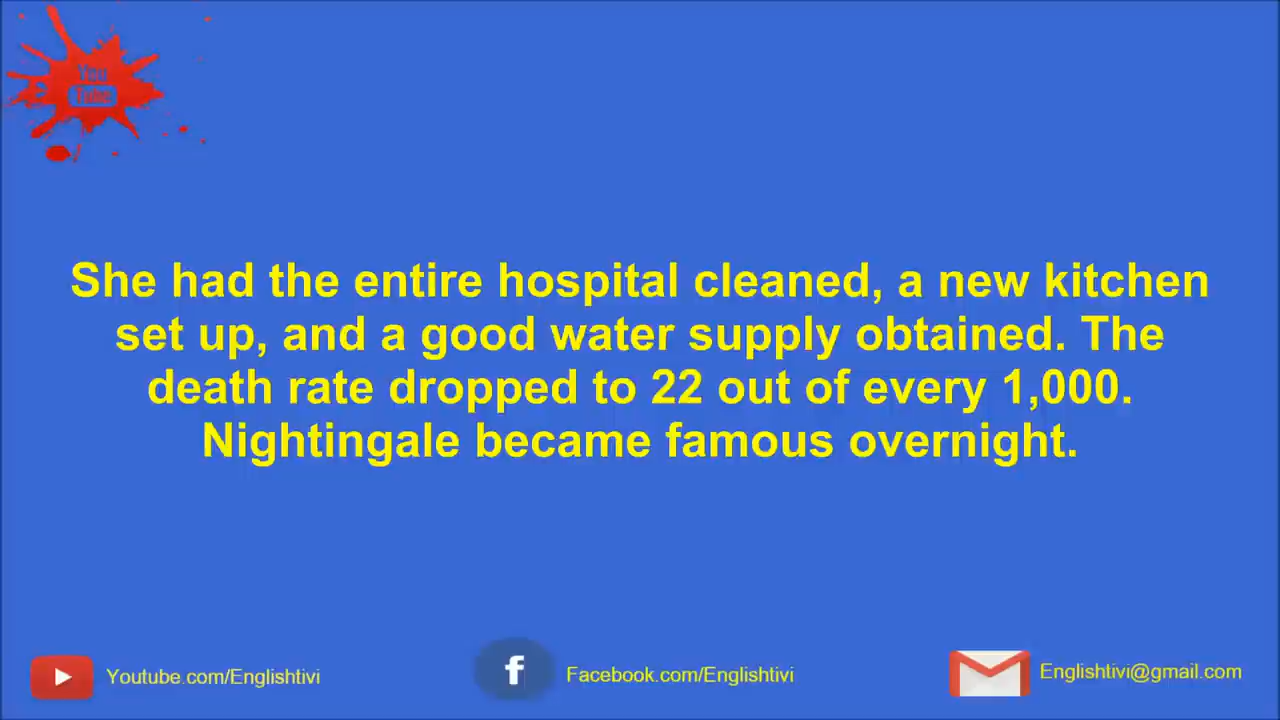 You
Tube
She had the entire hospital cleaned, a new kitchen
set up, and a good water supply obtained. The
death rate dropped to 22 out of every 1,000.
Nightingale became famous overnight.
Youtube.com/Englishtivi
f Facebook.com/Englishtivi
Englishtivi@gmail.com